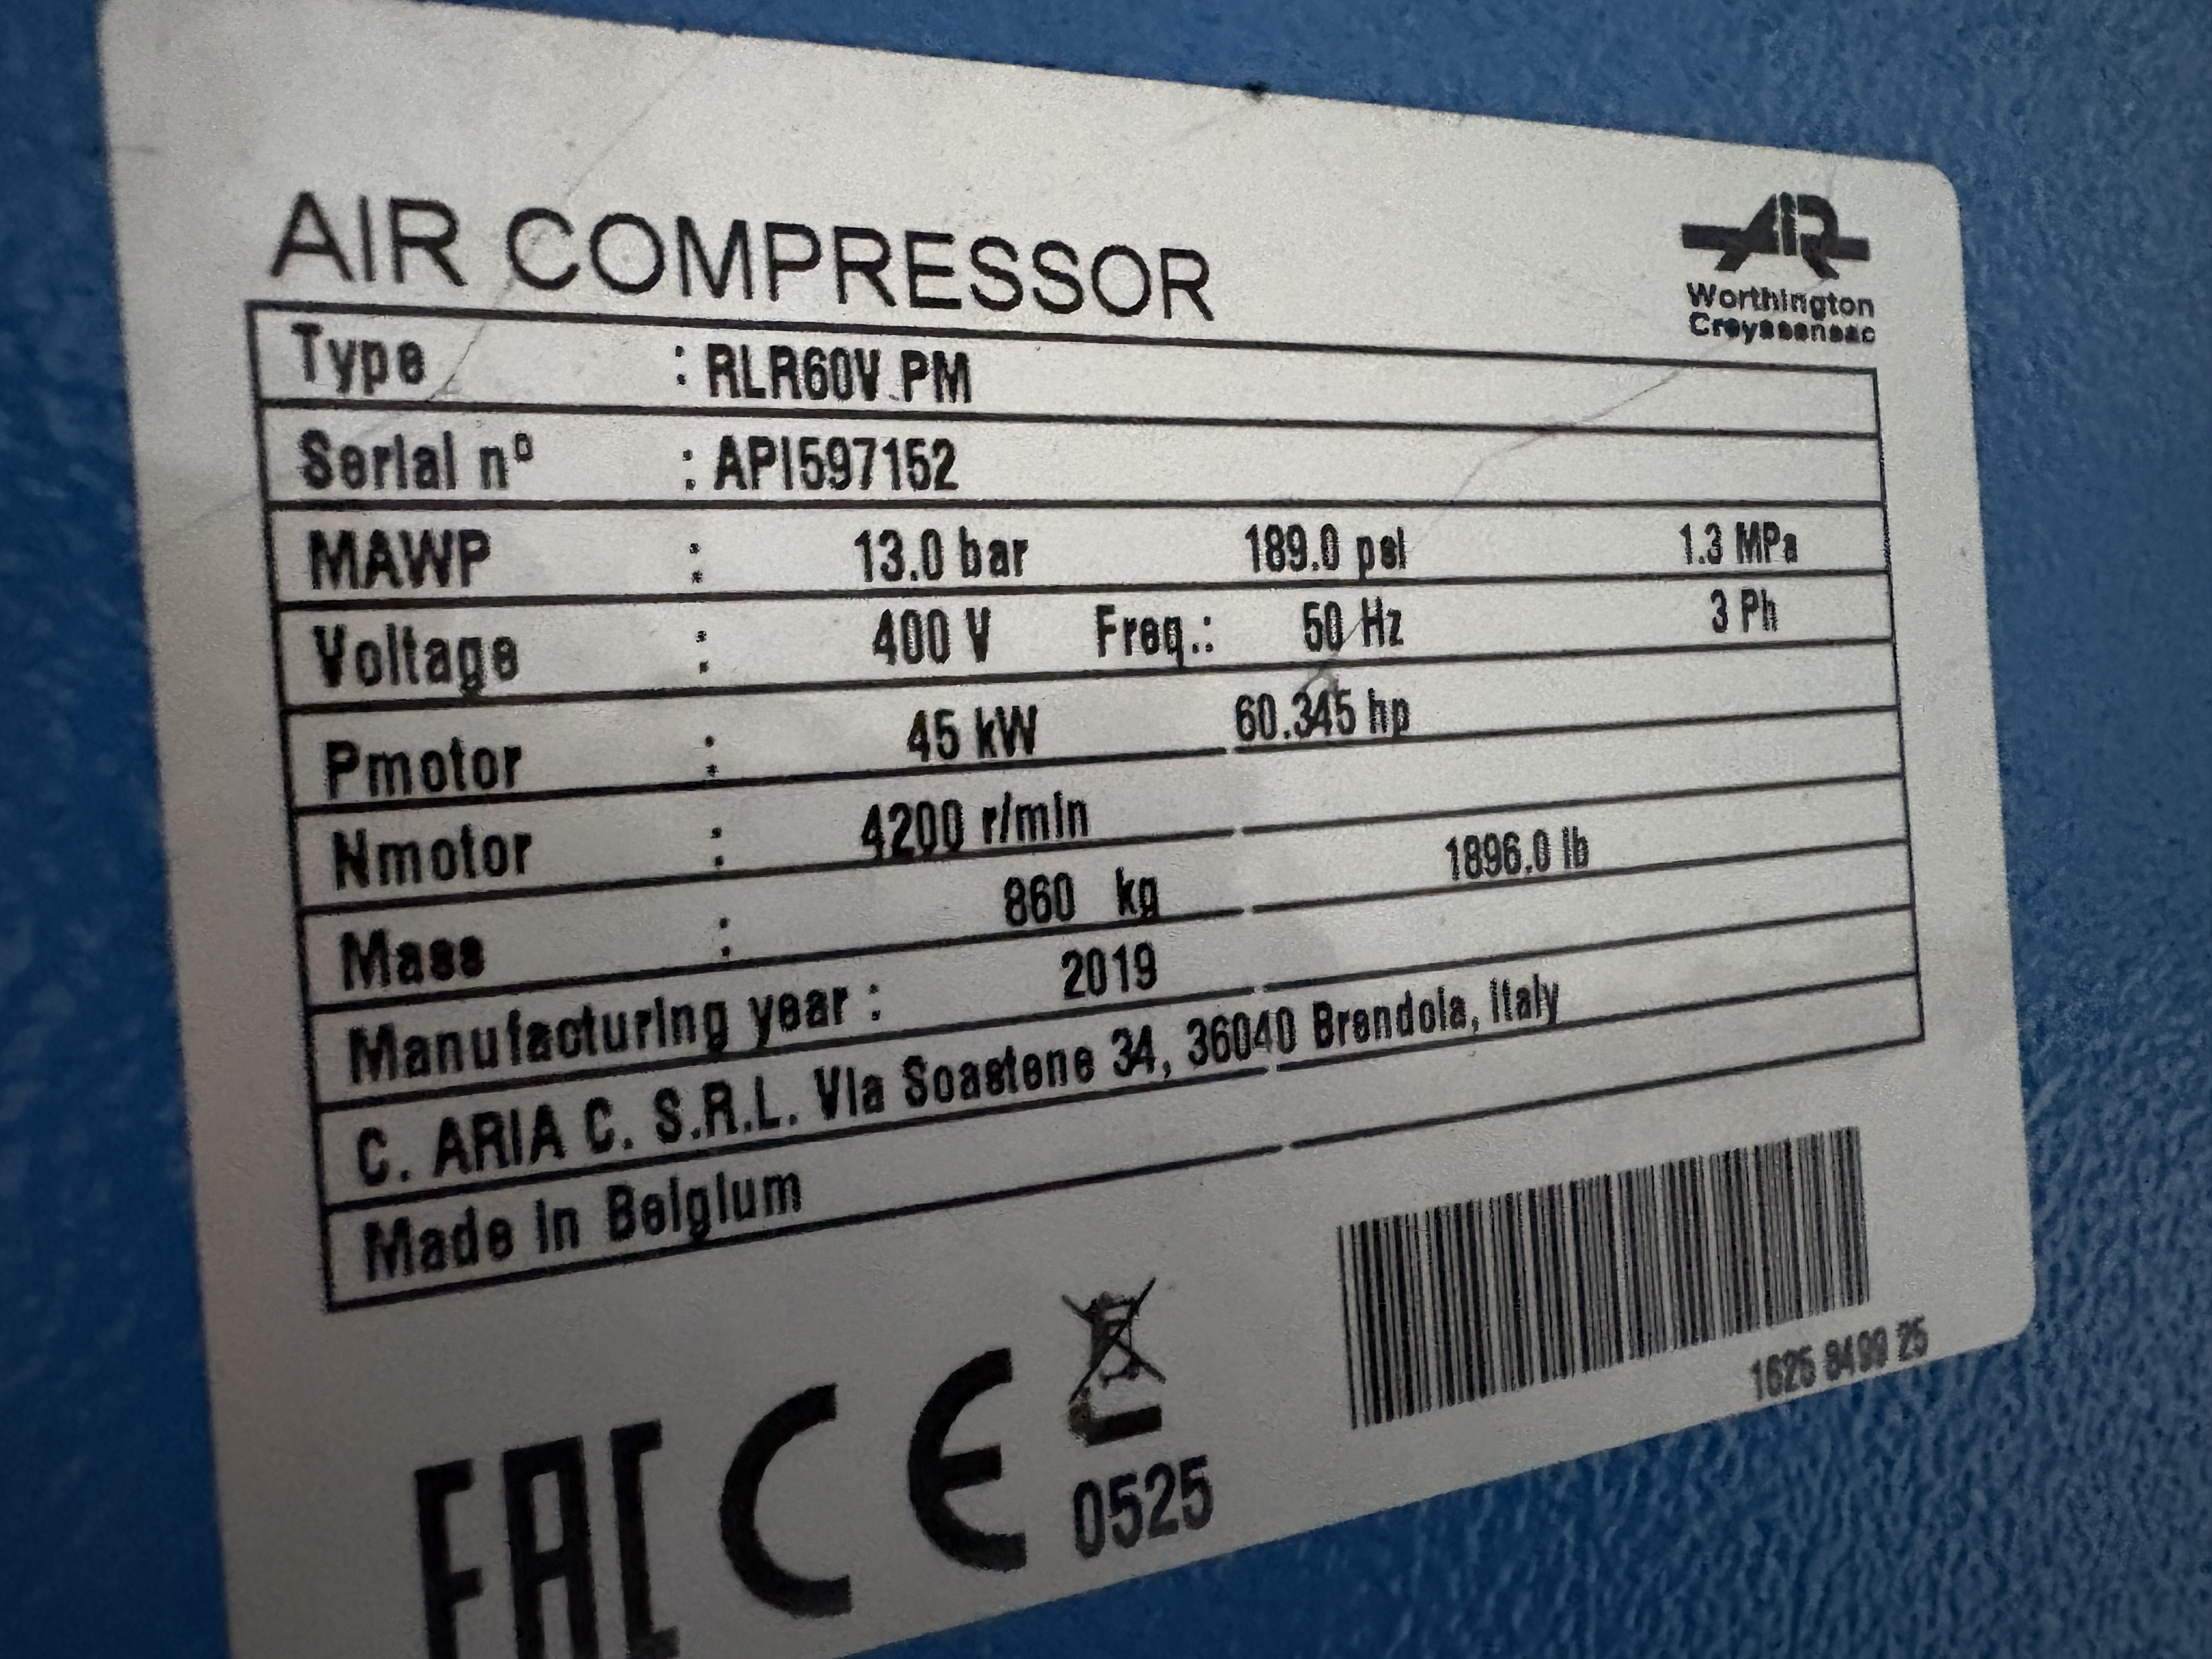 AIR COMPRESSOR
AIR
Worthington
Creyssensac
Type : RLR60V PM
Serial nº : API597152
MAWP : 13.0 bar 189.0 psi 1.3 MPa
Voltage : 400 V Freq.: 50 Hz 3 Ph
Pmotor : 45 kW 60.345 hp
Nmotor : 4200 r/min
Mass : 860 kg 1896.0 lb
Manufacturing year : 2019
C. ARIA C. S.R.L. Via Soastene 34, 36040 Brendola, Italy
Made in Belgium
EAC CE
0525
1625 8499 25